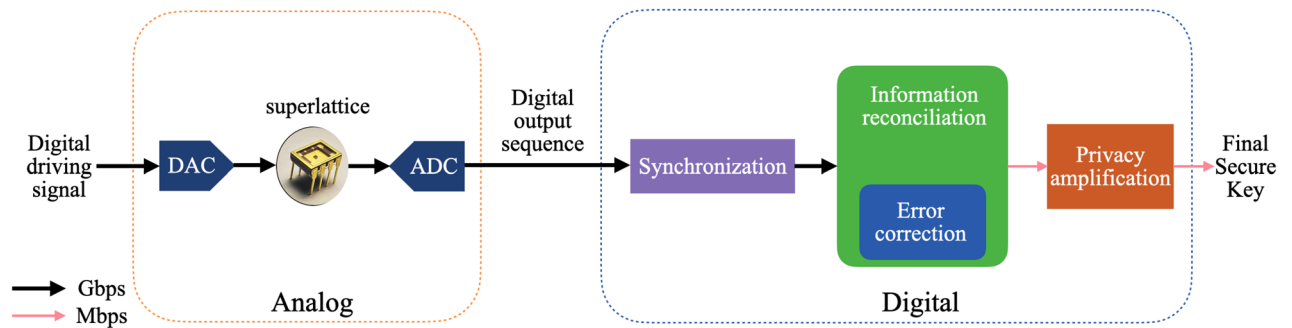 Digital
driving
signal
DAC
superlattice
ADC
Digital
output
sequence
Synchronization
Information
reconciliation
Error
correction
Privacy
amplification
Final
Secure
Key
Gbps
Mbps
Analog
Digital